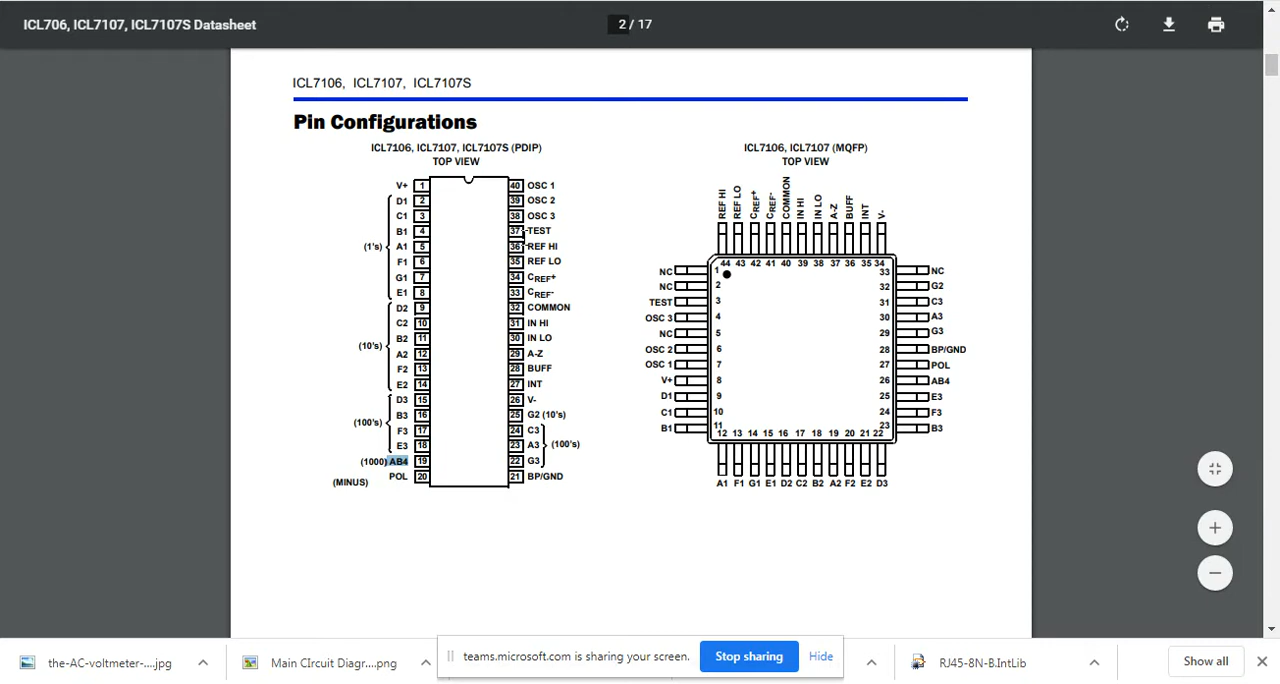 ICL706, ICL7107, ICL7107S Datasheet
2 / 17
ICL7106, ICL7107, ICL7107S
Pin Configurations
ICL7106, ICL7107, ICL7107S (PDIP)
TOP VIEW
V+ 1 40 OSC 1
D1 2 39 OSC 2
C1 3 38 OSC 3
B1 4 37 TEST
(1's) A1 5 36 REF HI
F1 6 35 REF LO
G1 7 34 CREF+
E1 8 33 CREF-
D2 9 32 COMMON
C2 10 31 IN HI
(10's) B2 11 30 IN LO
A2 12 29 A-Z
F2 13 28 BUFF
E2 14 27 INT
D3 15 26 V-
B3 16 25 G2 (10's)
(100's) F3 17 24 C3
E3 18 23 A3 (100's)
(1000) AB4 19 22 G3
(MINUS) POL 20 21 BP/GND
ICL7106, ICL7107 (MQFP)
TOP VIEW
REF HI REF LO CREF+ CREF- COMMON IN HI IN LO A-Z BUFF INT V-
44 43 42 41 40 39 38 37 36 35 34
NC 1 33 NC
NC 2 32 G2
TEST 3 31 C3
OSC 3 4 30 A3
NC 5 29 G3
OSC 2 6 28 BP/GND
OSC 1 7 27 POL
V+ 8 26 AB4
D1 9 25 E3
C1 10 24 F3
B1 11 23 B3
12 13 14 15 16 17 18 19 20 21 22
A1 F1 G1 E1 D2 C2 B2 A2 F2 E2 D3
the-AC-voltmeter-....jpg
Main CIrcuit Diagr....png
teams.microsoft.com is sharing your screen.
Stop sharing
Hide
RJ45-8N-B.IntLib
Show all